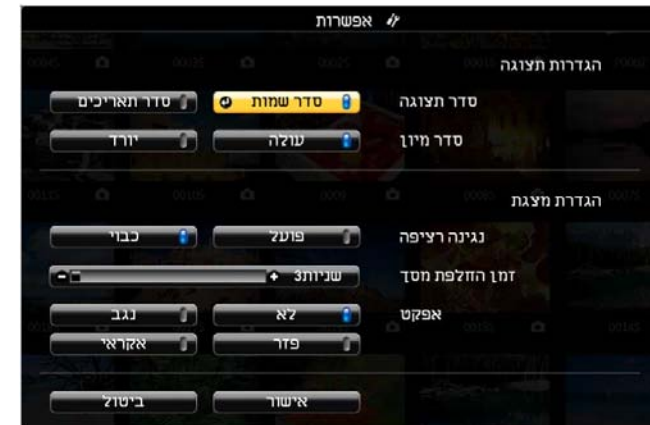 אפשרות
הגדרות תצוגה
סדר תצוגה סדר שמות סדר תאריכים
סדר מיון עולה יורד
הגדרת מצגת
נגינה רציפה פועל כבוי
זמן החלפת מסך שניות3
אפקט לא נגב
פזר אקראי
אישור ביטול